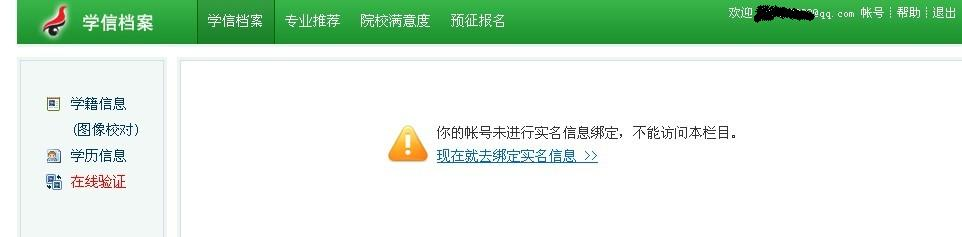 学信档案 学信档案 专业推荐 院校满意度 预征报名 欢迎 @qq.com 帐号 | 帮助 | 退出
学籍信息
(图像校对)
学历信息
在线验证
你的帐号未进行实名信息绑定，不能访问本栏目。
现在就去绑定实名信息 >>